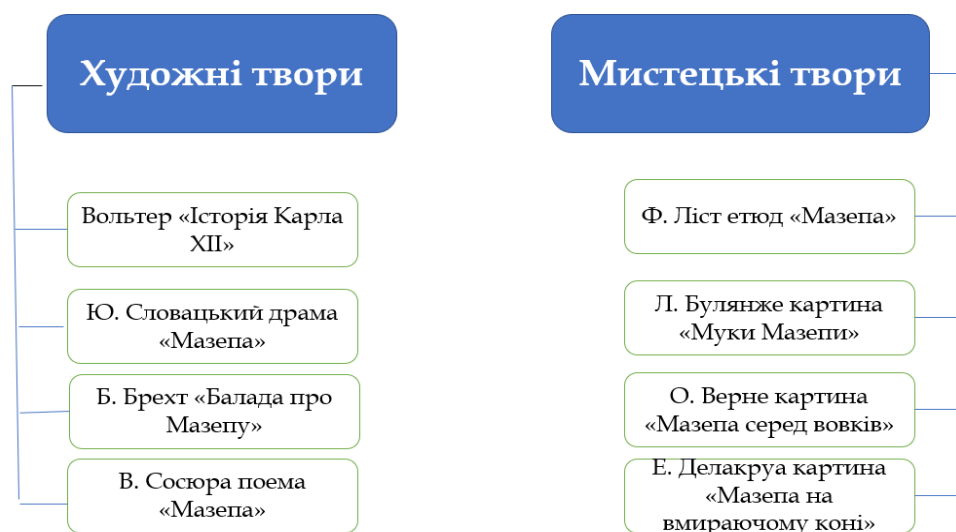 Художні твори
Вольтер «Історія Карла
ХІІ»
Ю. Словацький драма
«Мазепа»
Б. Брехт «Балада про
Мазепу»
В. Сосюра поема
«Мазепа»
Мистецькі твори
Ф. Ліст етюд «Мазепа»
Л. Булянже картина
«Муки Мазепи»
О. Верне картина
«Мазепа серед вовків»
Е. Делакруа картина
«Мазепа на
вмираючому коні»